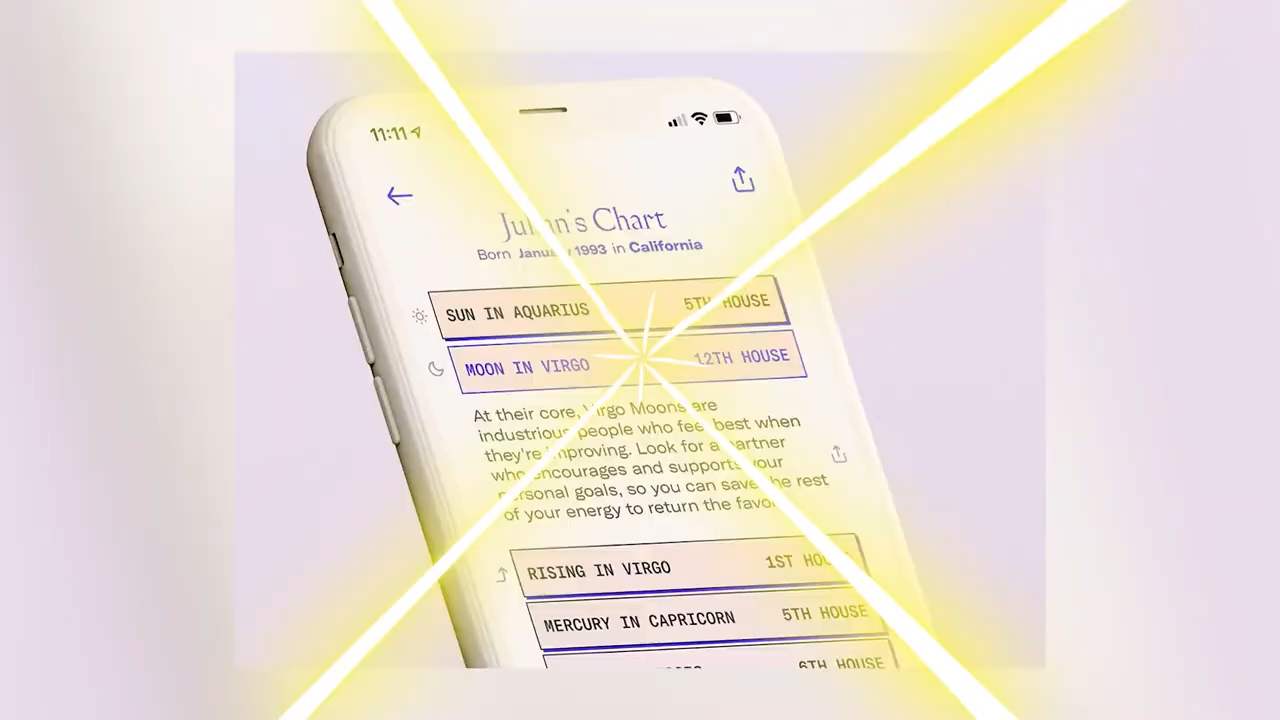 11:11
Julian's Chart
Born January 1993 in California
SUN IN AQUARIUS 5TH HOUSE
MOON IN VIRGO 12TH HOUSE
At their core, Virgo Moons are
industrious people who feel best when
they're improving. Look for a partner
who encourages and supports your
personal goals, so you can save the rest
of your energy to return the favor.
RISING IN VIRGO 1ST HOUSE
MERCURY IN CAPRICORN 5TH HOUSE
6TH HOUSE